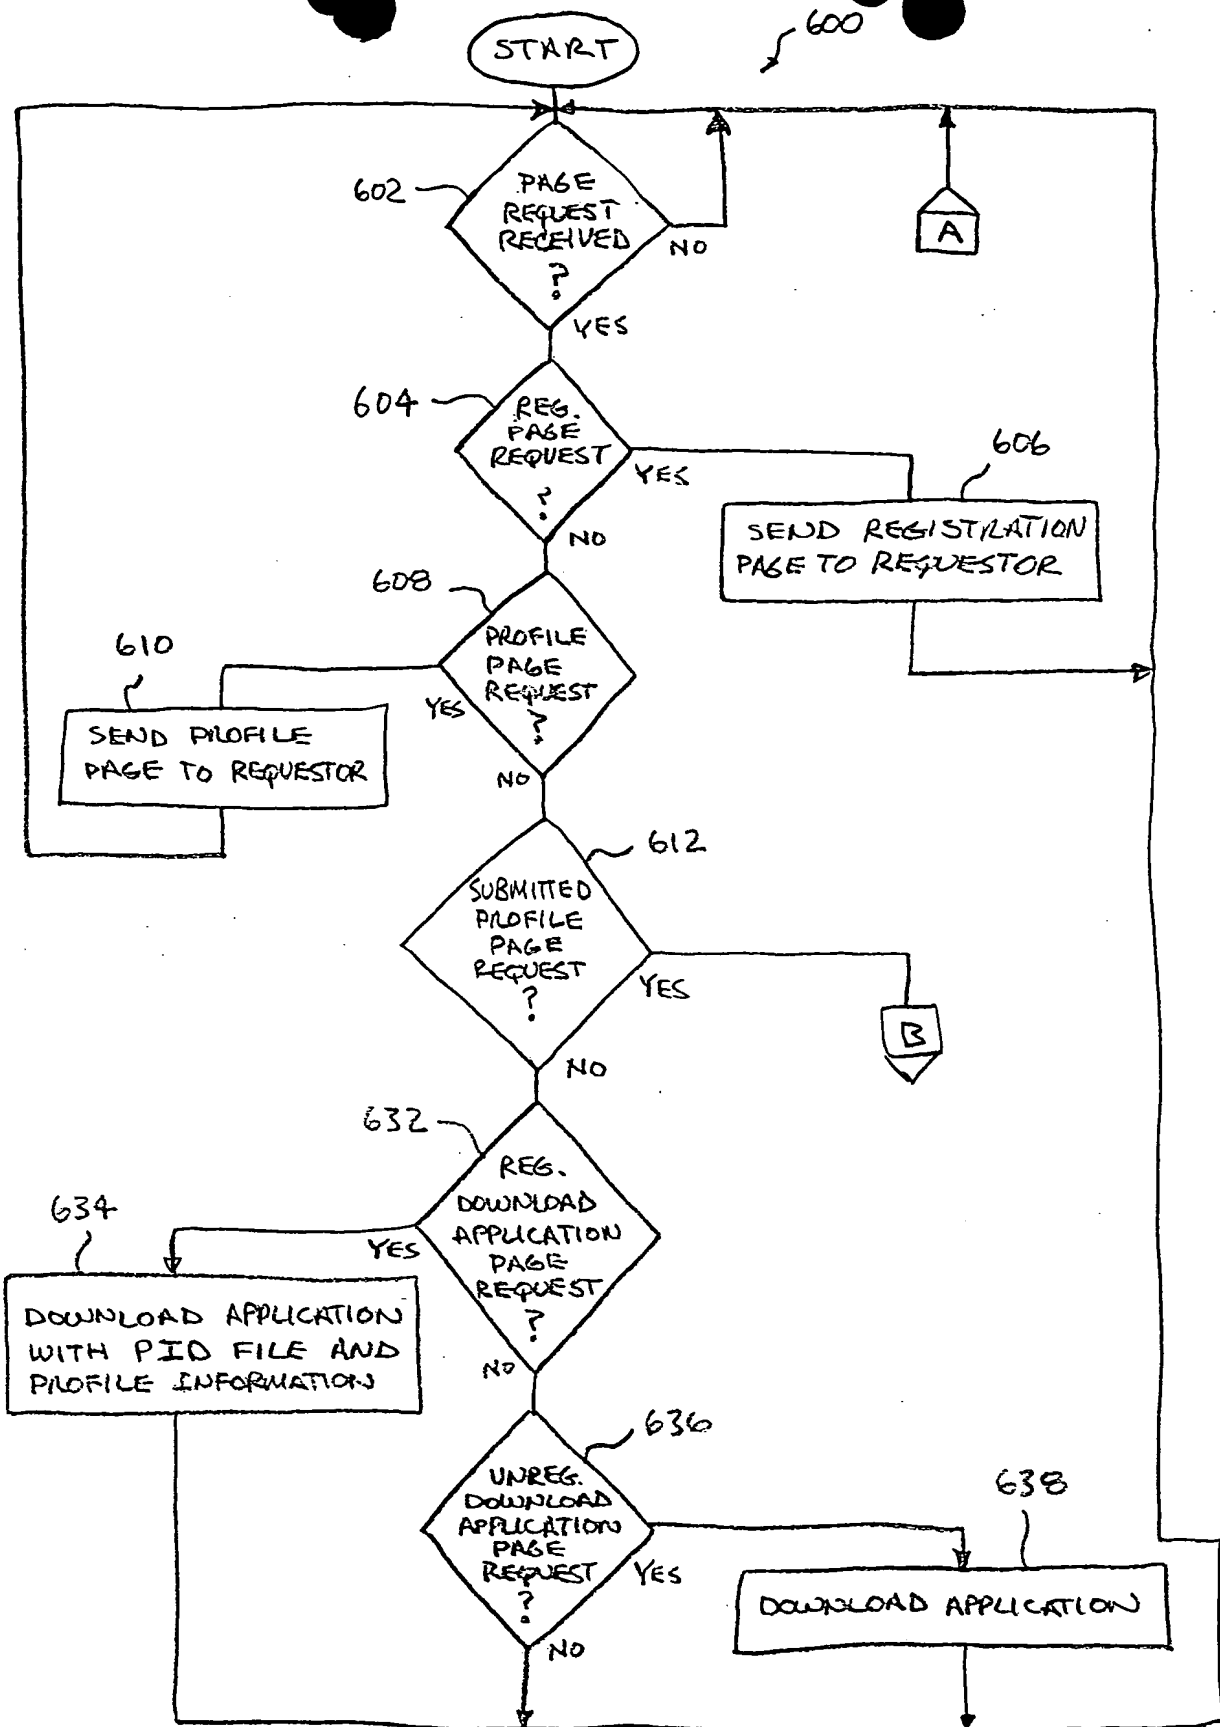 600
START
602
PAGE
REQUEST
RECEIVED
?
NO
A
YES
604
REG.
PAGE
REQUEST
?
YES
606
SEND REGISTRATION
PAGE TO REQUESTOR
NO
608
PROFILE
PAGE
REQUEST
?
YES
610
SEND PROFILE
PAGE TO REQUESTOR
NO
612
SUBMITTED
PROFILE
PAGE
REQUEST
?
YES
B
NO
632
REG.
DOWNLOAD
APPLICATION
PAGE
REQUEST
?
YES
634
DOWNLOAD APPLICATION
WITH PID FILE AND
PROFILE INFORMATION
NO
636
UNREG.
DOWNLOAD
APPLICATION
PAGE
REQUEST
?
YES
638
DOWNLOAD APPLICATION
NO